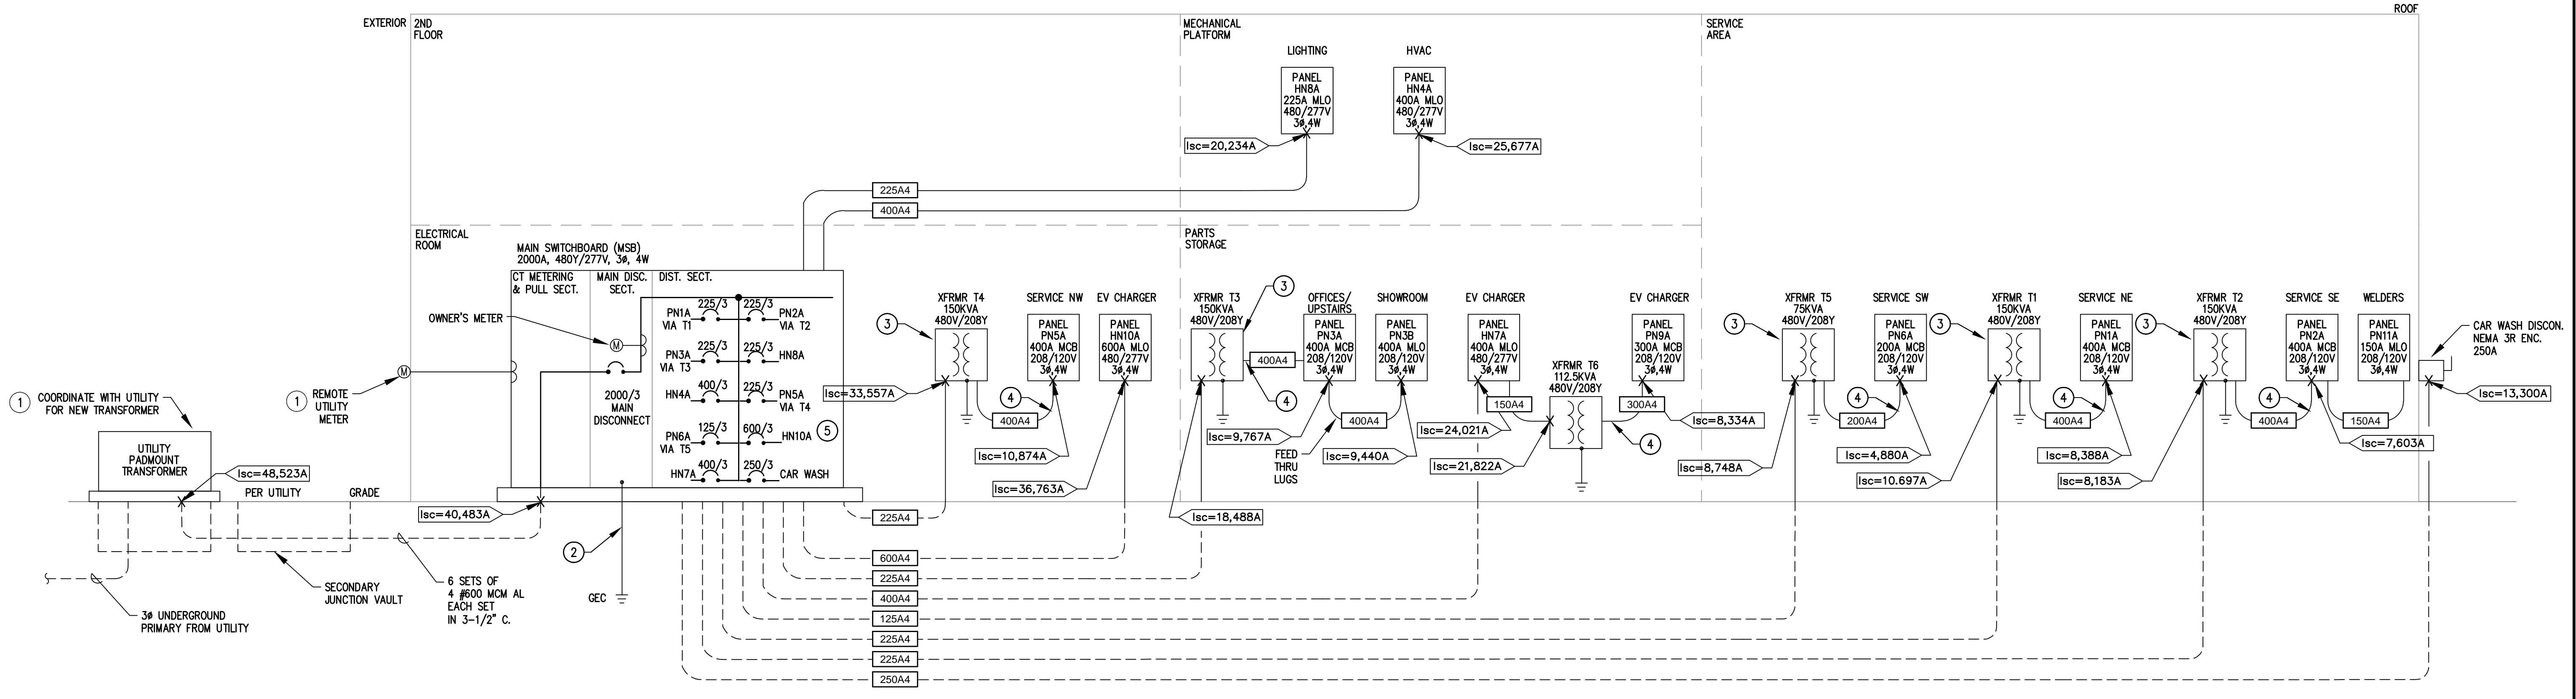 EXTERIOR
2ND
FLOOR
MECHANICAL
PLATFORM
SERVICE
AREA
ROOF
LIGHTING
PANEL
HN8A
225A MLO
480/277V
3ø,4W
HVAC
PANEL
HN4A
400A MLO
480/277V
3ø,4W
Isc=20,234A
Isc=25,677A
225A4
400A4
ELECTRICAL
ROOM
PARTS
STORAGE
MAIN SWITCHBOARD (MSB)
2000A, 480Y/277V, 3ø, 4W
CT METERING
& PULL SECT.
MAIN DISC.
SECT.
DIST. SECT.
OWNER'S METER
M
M
1
REMOTE
UTILITY
METER
1
COORDINATE WITH UTILITY
FOR NEW TRANSFORMER
UTILITY
PADMOUNT
TRANSFORMER
Isc=48,523A
PER UTILITY
GRADE
Isc=40,483A
2000/3
MAIN
DISCONNECT
225/3
225/3
PN1A
VIA T1
PN2A
VIA T2
225/3
225/3
PN3A
VIA T3
HN8A
400/3
225/3
HN4A
PN5A
VIA T4
125/3
600/3
PN6A
VIA T5
HN10A
5
400/3
250/3
HN7A
CAR WASH
2
GEC
3ø UNDERGROUND
PRIMARY FROM UTILITY
SECONDARY
JUNCTION VAULT
6 SETS OF
4 #600 MCM AL
EACH SET
IN 3-1/2" C.
XFRMR T4
150KVA
480V/208Y
3
Isc=33,557A
400A4
4
SERVICE NW
PANEL
PN5A
400A MCB
208/120V
3ø,4W
Isc=10,874A
EV CHARGER
PANEL
HN10A
600A MLO
480/277V
3ø,4W
Isc=36,763A
XFRMR T3
150KVA
480V/208Y
3
400A4
4
Isc=18,488A
OFFICES/
UPSTAIRS
PANEL
PN3A
400A MCB
208/120V
3ø,4W
Isc=9,767A
FEED
THRU
LUGS
400A4
SHOWROOM
PANEL
PN3B
400A MCB
208/120V
3ø,4W
Isc=9,440A
EV CHARGER
PANEL
HN7A
400A MLO
480/277V
3ø,4W
Isc=24,021A
150A4
Isc=21,822A
XFRMR T6
112.5KVA
480V/208Y
EV CHARGER
PANEL
PN9A
300A MCB
208/120V
3ø,4W
300A4
4
Isc=8,334A
XFRMR T5
75KVA
480V/208Y
3
Isc=8,748A
200A4
4
SERVICE SW
PANEL
PN6A
200A MCB
208/120V
3ø,4W
Isc=4,880A
XFRMR T1
150KVA
480V/208Y
3
Isc=10.697A
400A4
4
SERVICE NE
PANEL
PN1A
400A MCB
208/120V
3ø,4W
Isc=8,388A
XFRMR T2
150KVA
480V/208Y
3
Isc=8,183A
400A4
4
SERVICE SE
PANEL
PN2A
400A MCB
208/120V
3ø,4W
Isc=7,603A
150A4
WELDERS
PANEL
PN11A
150A MLO
208/120V
3ø,4W
CAR WASH DISCON.
NEMA 3R ENC.
250A
Isc=13,300A
225A4
600A4
225A4
400A4
125A4
225A4
225A4
250A4